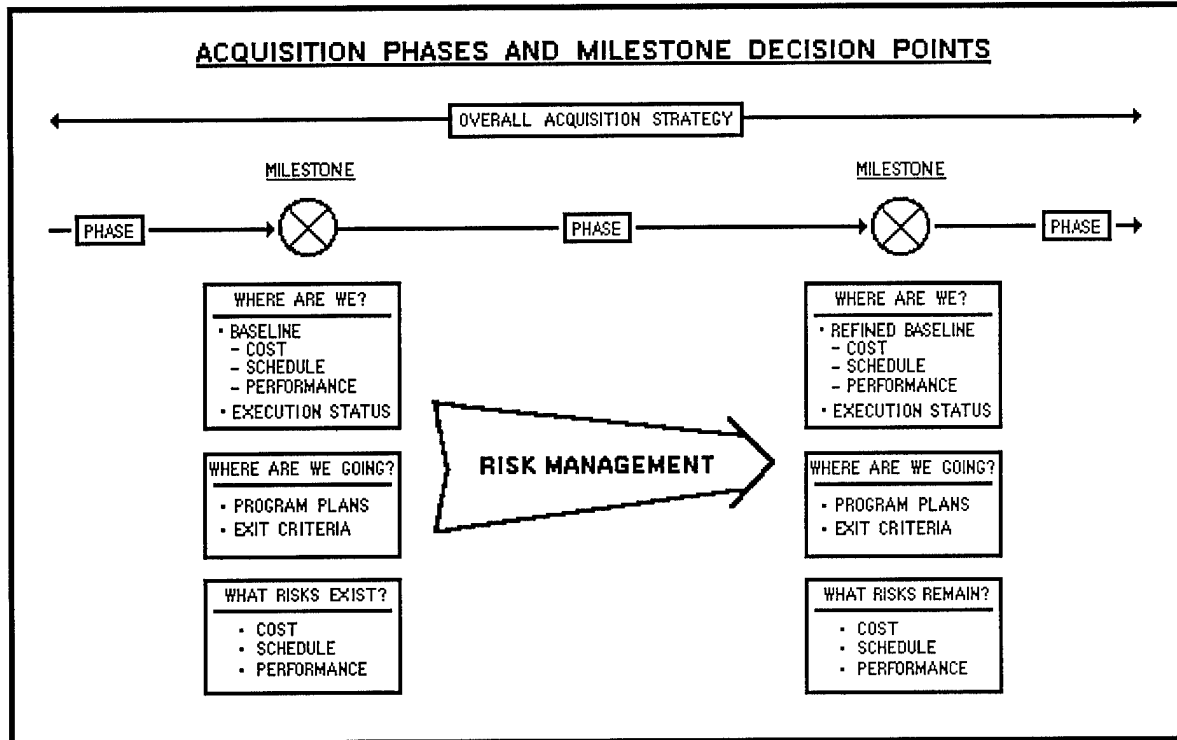 ACQUISITION PHASES AND MILESTONE DECISION POINTS
OVERALL ACQUISITION STRATEGY
MILESTONE
MILESTONE
PHASE
PHASE
PHASE
WHERE ARE WE?
• BASELINE
– COST
– SCHEDULE
– PERFORMANCE
• EXECUTION STATUS
WHERE ARE WE GOING?
• PROGRAM PLANS
• EXIT CRITERIA
WHAT RISKS EXIST?
• COST
• SCHEDULE
• PERFORMANCE
RISK MANAGEMENT
WHERE ARE WE?
• REFINED BASELINE
– COST
– SCHEDULE
– PERFORMANCE
• EXECUTION STATUS
WHERE ARE WE GOING?
• PROGRAM PLANS
• EXIT CRITERIA
WHAT RISKS REMAIN?
• COST
• SCHEDULE
• PERFORMANCE